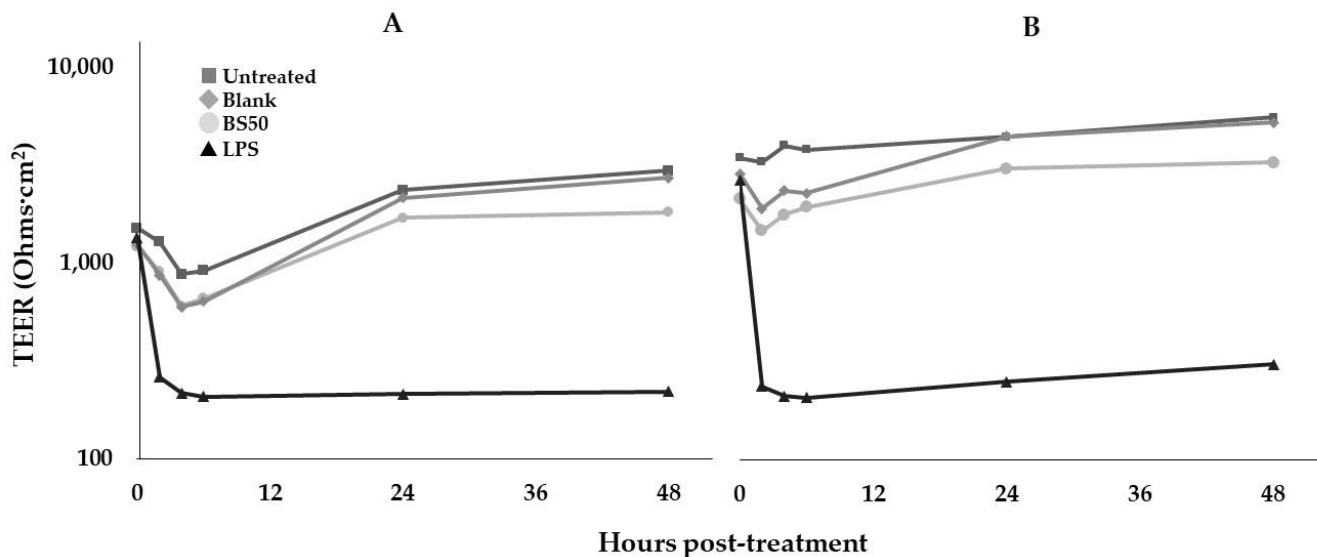 A
B
10,000
Untreated
Blank
BS50
LPS
1,000
100
TEER (Ohms·cm²)
0 12 24 36 48
0 12 24 36 48
Hours post-treatment